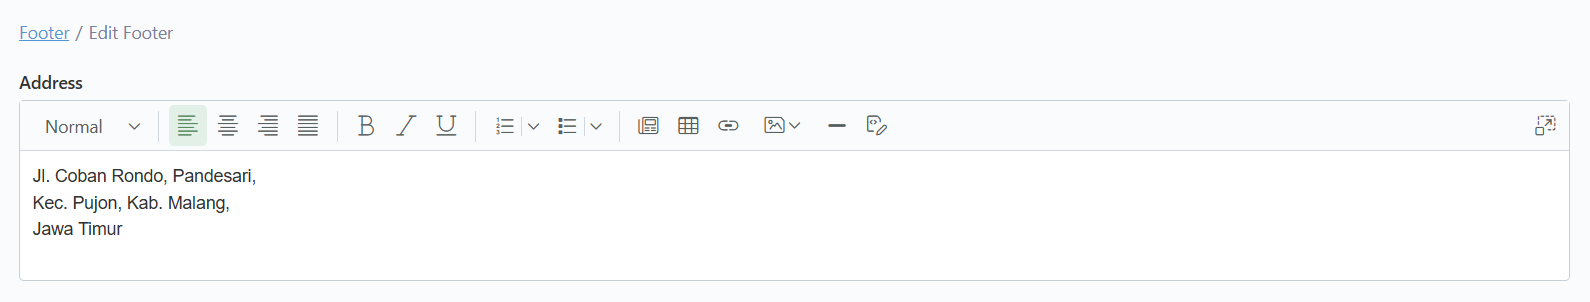 Footer / Edit Footer
Address
Normal
Jl. Coban Rondo, Pandesari,
Kec. Pujon, Kab. Malang,
Jawa Timur